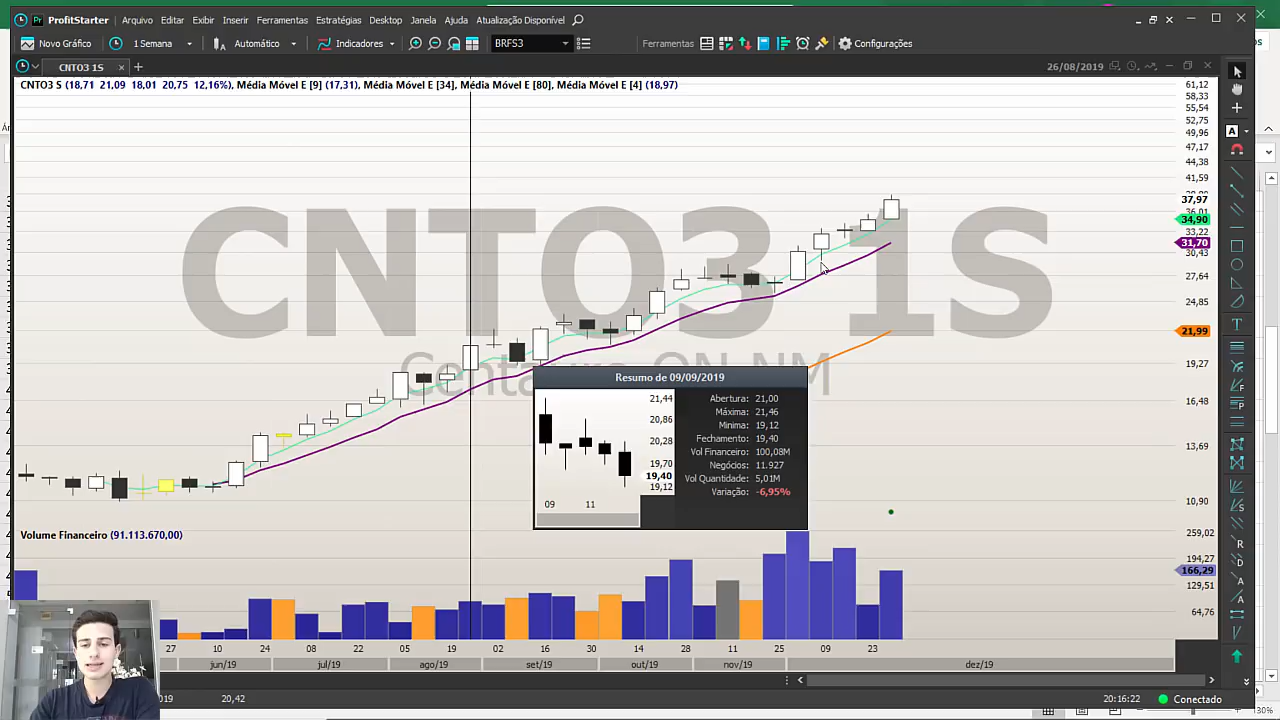 ProfitStarter Arquivo Editar Exibir Inserir Ferramentas Estratégias Desktop Janela Ajuda Atualização Disponível
Novo Gráfico 1 Semana Automático Indicadores BRFS3 Ferramentas Configurações
CNTO3 1S 26/08/2019
CNTO3 S (18,71 21,09 18,01 20,75 12,16%), Média Móvel E [9] (17,31), Média Móvel E [34], Média Móvel E [80], Média Móvel E [4] (18,97)
61,12
58,33
55,54
52,75
49,96
47,17
44,38
41,59
37,97
36,01
34,90
33,22
31,70
30,43
27,64
24,85
21,99
19,27
16,48
13,69
10,90
CNTO3 1S
Centauro ON NM
Resumo de 09/09/2019
21,44
20,86
20,28
19,70
19,40
19,12
09 11
Abertura: 21,00
Máxima: 21,46
Minima: 19,12
Fechamento: 19,40
Vol Financeiro: 100,08M
Negócios: 11.927
Vol Quantidade: 5,01M
Variação: -6,95%
Volume Financeiro (91.113.670,00)
259,02
194,27
166,29
129,51
64,76
27 10 24 08 22 05 19 02 16 30 14 28 11 25 09 23
jun/19 jul/19 ago/19 set/19 out/19 nov/19 dez/19
2019 20,42 20:16:22 Conectado
30%